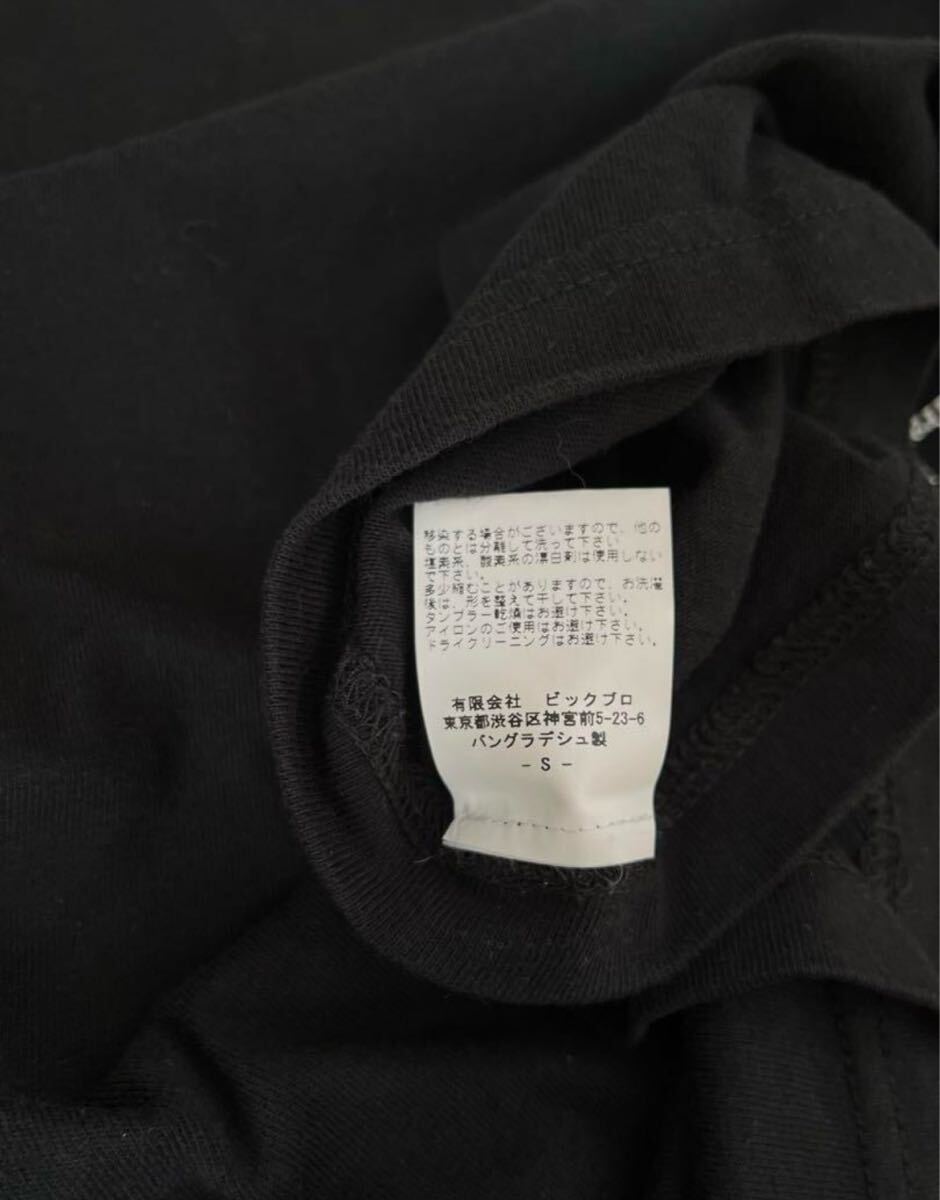 移染する場合がございますので、他の
ものとは分離して洗って下さい
塩素系、酸素系の漂白剤は使用しない
で下さい。
多少縮むことがありますので、お洗濯
後は、形を整えて干して下さい。
タンブラー乾燥はお避け下さい。
アイロンのご使用はお避け下さい。
ドライクリーニングはお避け下さい。
有限会社 ビックブロ
東京都渋谷区神宮前5-23-6
バングラデシュ製
- S -